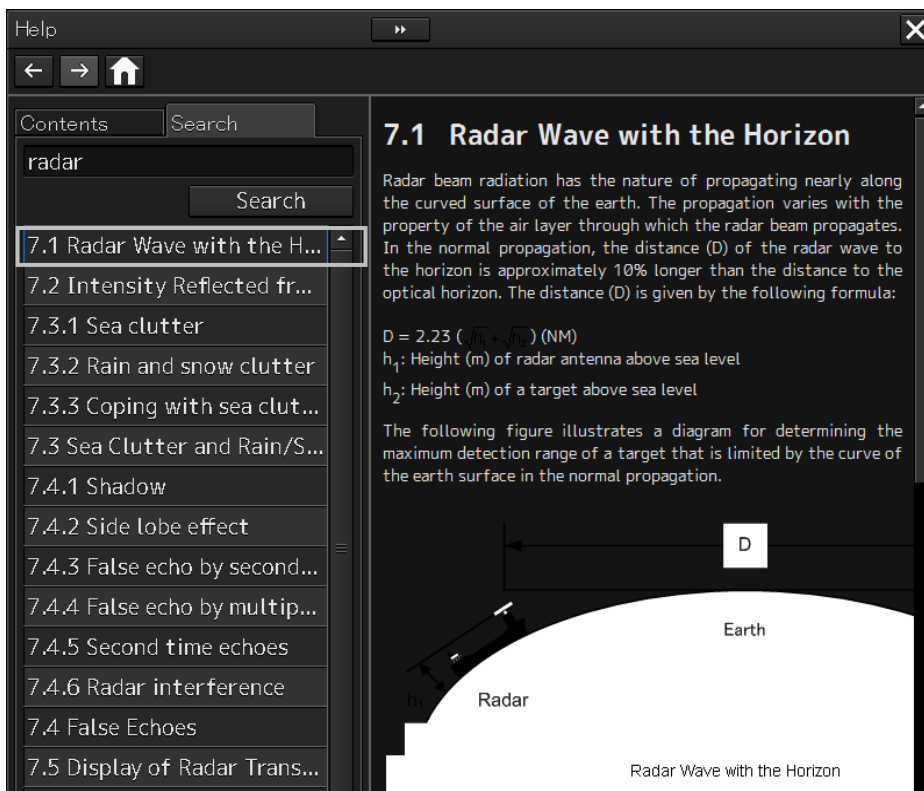 Help
Contents
Search
radar
Search
7.1 Radar Wave with the H...
7.2 Intensity Reflected fr...
7.3.1 Sea clutter
7.3.2 Rain and snow clutter
7.3.3 Coping with sea clut...
7.3 Sea Clutter and Rain/S...
7.4.1 Shadow
7.4.2 Side lobe effect
7.4.3 False echo by second...
7.4.4 False echo by multip...
7.4.5 Second time echoes
7.4.6 Radar interference
7.4 False Echoes
7.5 Display of Radar Trans...
7.1 Radar Wave with the Horizon
Radar beam radiation has the nature of propagating nearly along
the curved surface of the earth. The propagation varies with the
property of the air layer through which the radar beam propagates.
In the normal propagation, the distance (D) of the radar wave to
the horizon is approximately 10% longer than the distance to the
optical horizon. The distance (D) is given by the following formula:
D = 2.23 (√h₁ + √h₂) (NM)
h₁: Height (m) of radar antenna above sea level
h₂: Height (m) of a target above sea level
The following figure illustrates a diagram for determining the
maximum detection range of a target that is limited by the curve of
the earth surface in the normal propagation.
D
Earth
h₁
Radar
Radar Wave with the Horizon